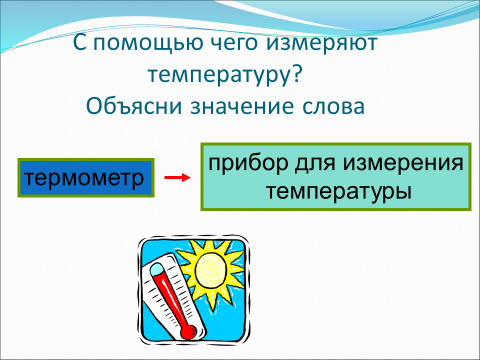 С помощью чего измеряют
температуру?
Объясни значение слова
термометр
прибор для измерения
температуры